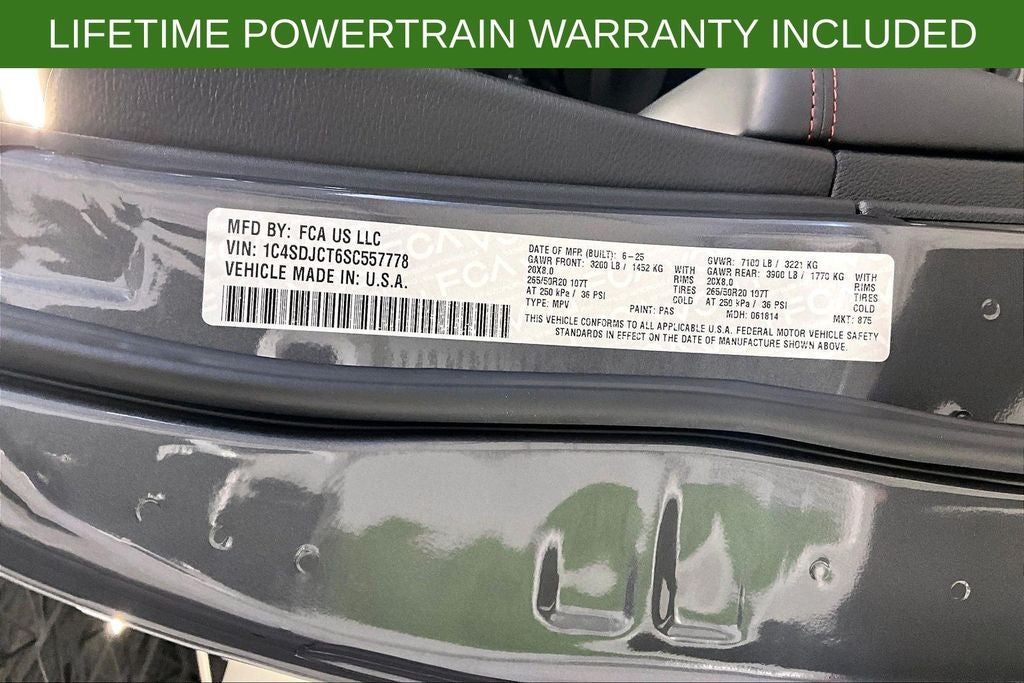 LIFETIME POWERTRAIN WARRANTY INCLUDED
MFD BY: FCA US LLC
VIN: 1C4SDJCT6SC557778
VEHICLE MADE IN: U.S.A.
DATE OF MFR (BUILT): 6-25
GAWR FRONT: 3200 LB / 1452 KG WITH
20X8.0 RIMS
265/50R20 107T TIRES
AT 250 kPa / 36 PSI COLD
TYPE: MPV PAINT: PAS
GVWR: 7100 LB / 3221 KG
GAWR REAR: 3900 LB / 1770 KG WITH
20X8.0 RIMS
265/50R20 107T TIRES
AT 250 kPa / 36 PSI COLD
MDH: 061814 MKT: 875
THIS VEHICLE CONFORMS TO ALL APPLICABLE U.S.A. FEDERAL MOTOR VEHICLE SAFETY
STANDARDS IN EFFECT ON THE DATE OF MANUFACTURE SHOWN ABOVE.